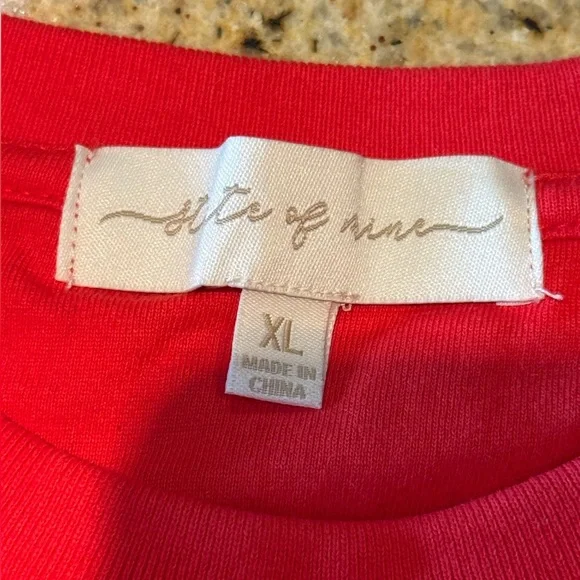 state of mine
XL
MADE IN
CHINA